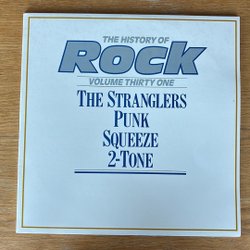 THE HISTORY OF
ROCK
VOLUME THIRTY ONE
THE STRANGLERS
PUNK
SQUEEZE
2-TONE